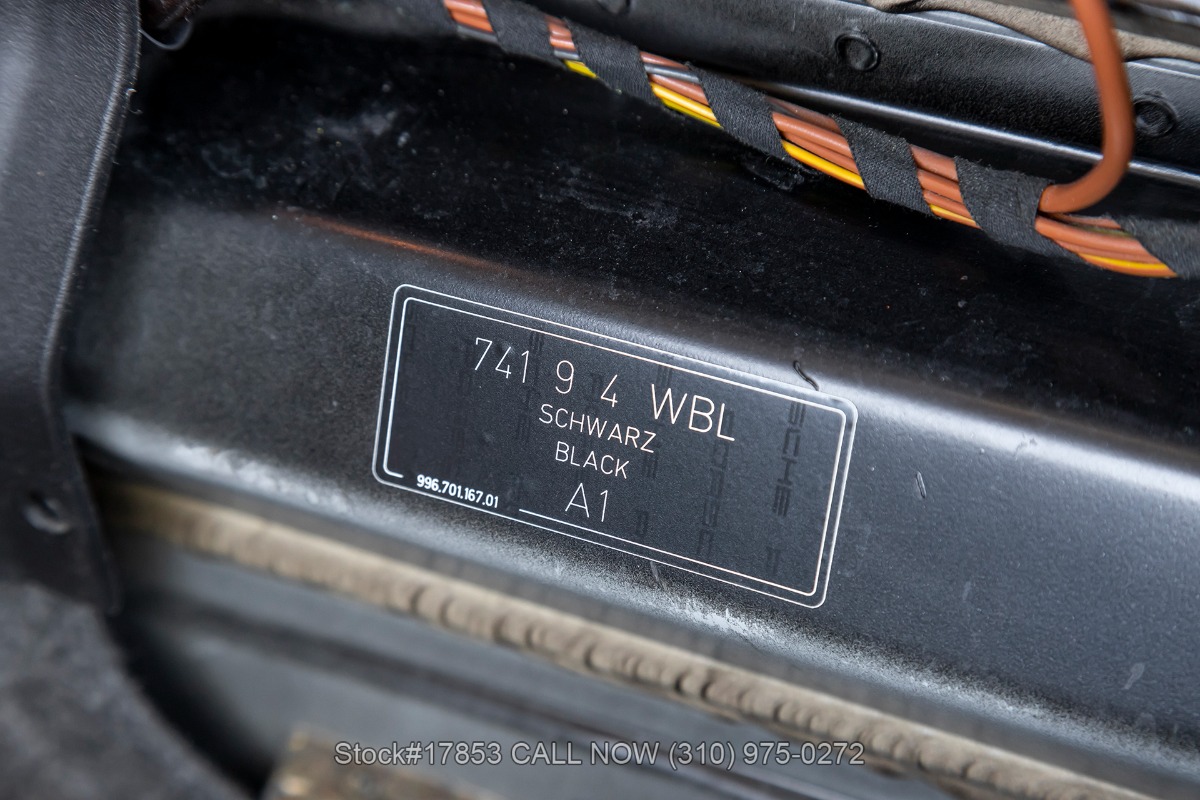 741 9 4 WBL
SCHWARZ
BLACK
A1
996.701.167.01
Stock#17853 CALL NOW (310) 975-0272